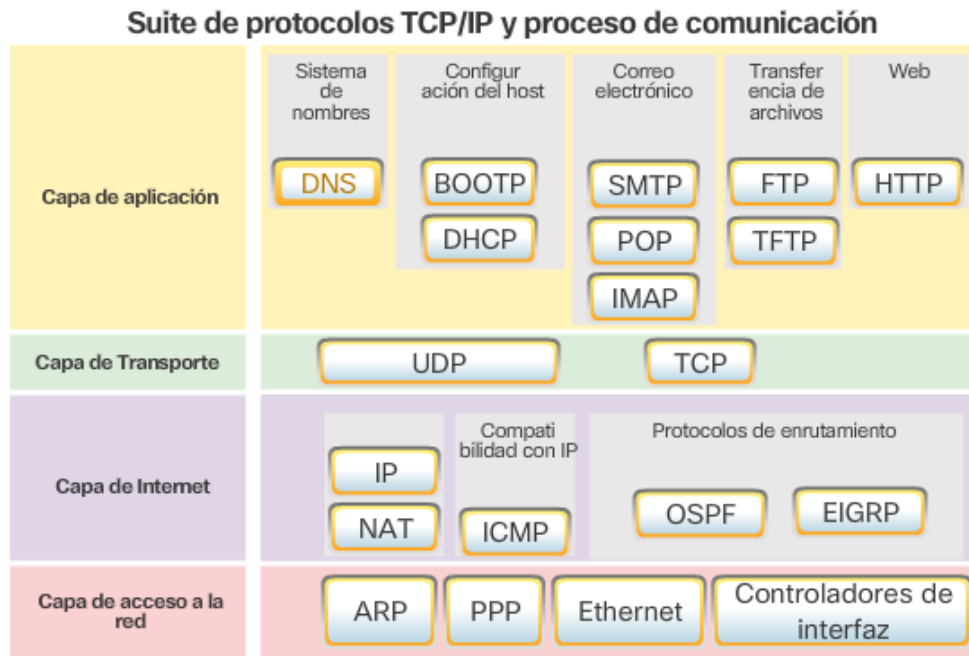 Suite de protocolos TCP/IP y proceso de comunicación
Capa de aplicación
Sistema
de
nombres
DNS
Configur
ación del host
BOOTP
DHCP
Correo
electrónico
SMTP
POP
IMAP
Transfer
encia de
archivos
FTP
TFTP
Web
HTTP
Capa de Transporte
UDP
TCP
Capa de Internet
IP
NAT
Compati
bilidad con IP
ICMP
Protocolos de enrutamiento
OSPF
EIGRP
Capa de acceso a la
red
ARP
PPP
Ethernet
Controladores de
interfaz